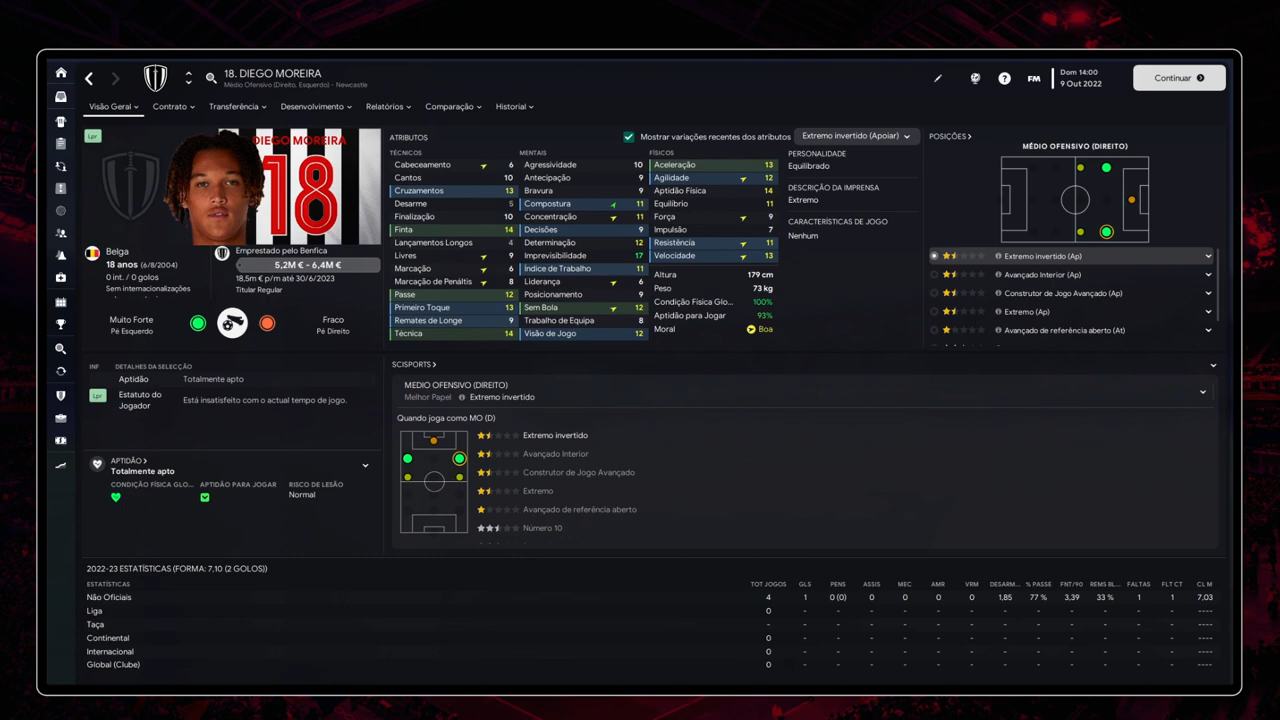 18. DIEGO MOREIRA
Médio Ofensivo (Direito, Esquerdo) - Newcastle
FM
Dom 14:00
9 Out 2022
Continuar
Visão Geral
Contrato
Transferência
Desenvolvimento
Relatórios
Comparação
Historial
Lpr
DIEGO MOREIRA
18
Belga
18 anos (6/8/2004)
0 int. / 0 golos
Sem internacionalizações
Emprestado pelo Benfica
5,2M € - 6,4M €
18,5m € p/m até 30/6/2023
Titular Regular
Muito Forte
Pé Esquerdo
Fraco
Pé Direito
ATRIBUTOS
Mostrar variações recentes dos atributos
Extremo invertido (Apoiar)
TÉCNICOS
Cabeceamento 6
Cantos 10
Cruzamentos 13
Desarme 5
Finalização 10
Finta 14
Lançamentos Longos 4
Livres 9
Marcação 6
Marcação de Penáltis 8
Passe 12
Primeiro Toque 13
Remates de Longe 9
Técnica 14
MENTAIS
Agressividade 10
Antecipação 9
Bravura 9
Compostura 11
Concentração 11
Decisões 9
Determinação 12
Imprevisibilidade 17
Índice de Trabalho 11
Liderança 6
Posicionamento 9
Sem Bola 12
Trabalho de Equipa 8
Visão de Jogo 12
FÍSICOS
Aceleração 13
Agilidade 12
Aptidão Física 14
Equilíbrio 11
Força 9
Impulsão 7
Resistência 11
Velocidade 13
Altura 179 cm
Peso 73 kg
Condição Física Glo... 100%
Aptidão para Jogar 93%
Moral Boa
PERSONALIDADE
Equilibrado
DESCRIÇÃO DA IMPRENSA
Extremo
CARACTERÍSTICAS DE JOGO
Nenhum
POSIÇÕES
MÉDIO OFENSIVO (DIREITO)
Extremo invertido (Ap)
Avançado Interior (Ap)
Construtor de Jogo Avançado (Ap)
Extremo (Ap)
Avançado de referência aberto (At)
INF DETALHES DA SELECÇÃO
Aptidão Totalmente apto
Lpr
Estatuto do
Jogador
Está insatisfeito com o actual tempo de jogo.
APTIDÃO
Totalmente apto
CONDIÇÃO FÍSICA GLO... APTIDÃO PARA JOGAR RISCO DE LESÃO
Normal
SCISPORTS
MEDIO OFENSIVO (DIREITO)
Melhor Papel Extremo invertido
Quando joga como MO (D)
Extremo invertido
Avançado Interior
Construtor de Jogo Avançado
Extremo
Avançado de referência aberto
Número 10
2022-23 ESTATÍSTICAS (FORMA: 7,10 (2 GOLOS))
ESTATÍSTICAS TOT JOGOS GLS PENS ASSIS MEC AMR VRM DESARM... % PASSE FNT/90 REMS BL... FALTAS FLT CT CL M
Não Oficiais 4 1 0 (0) 0 0 0 0 1,85 77 % 3,39 33 % 1 1 7,03
Liga 0 - - - - - - - - - - - - ----
Taça - - - - - - - - - - - - - ----
Continental 0 - - - - - - - - - - - - ----
Internacional 0 - - - - - - - - - - - - ----
Global (Clube) 0 - - - - - - - - - - - - ----